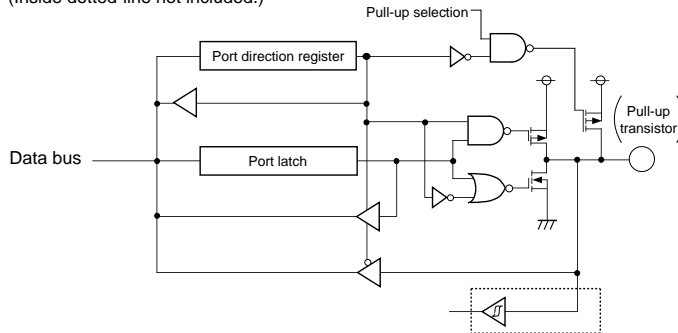 (Inside dotted-line not included.)
Pull-up selection
Port direction register
Pull-up
transistor
Data bus
Port latch